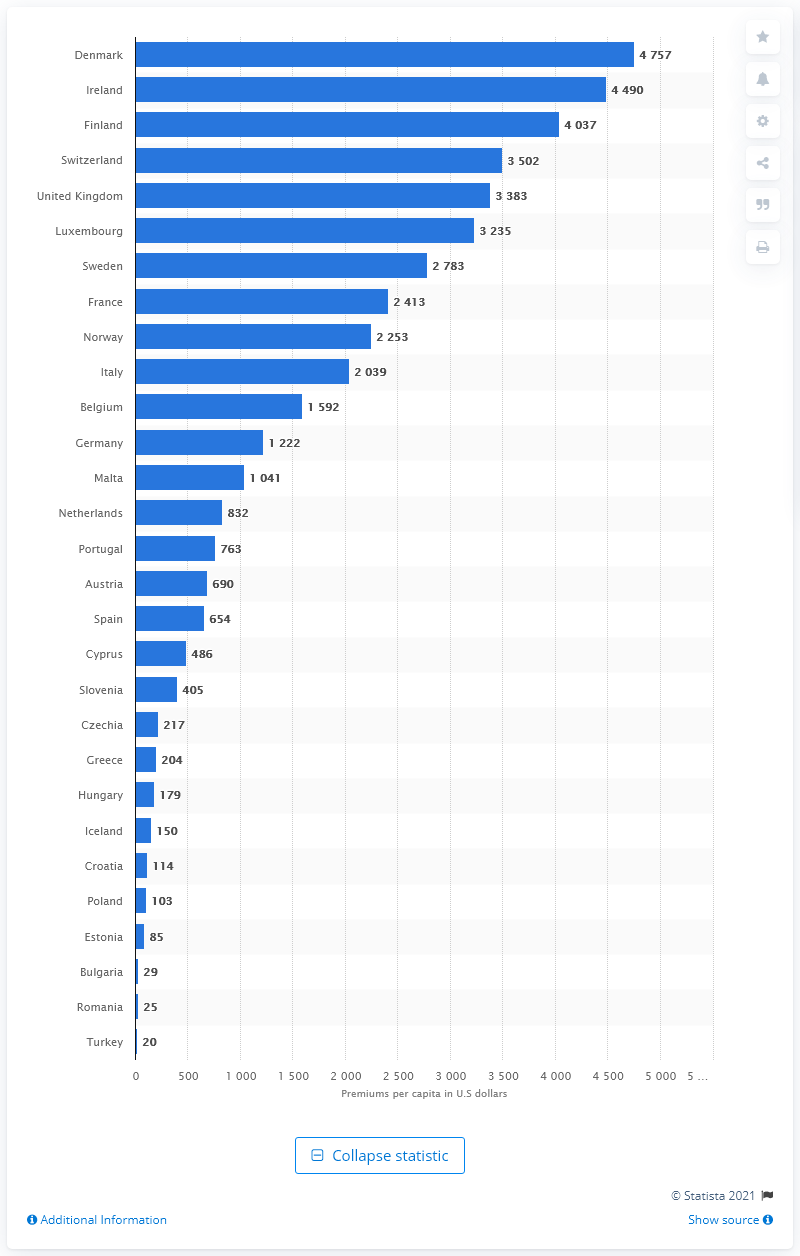 Denmark 4 757
Ireland 4 490
Finland 4 037
Switzerland 3 502
United Kingdom 3 383
Luxembourg 3 235
Sweden 2 783
France 2 413
Norway 2 253
Italy 2 039
Belgium 1 592
Germany 1 222
Malta 1 041
Netherlands 832
Portugal 763
Austria 690
Spain 654
Cyprus 486
Slovenia 405
Czechia 217
Greece 204
Hungary 179
Iceland 150
Croatia 114
Poland 103
Estonia 85
Bulgaria 29
Romania 25
Turkey 20
0 500 1 000 1 500 2 000 2 500 3 000 3 500 4 000 4 500 5 000 5 ...
Premiums per capita in U.S dollars
Collapse statistic
© Statista 2021
Additional Information Show source